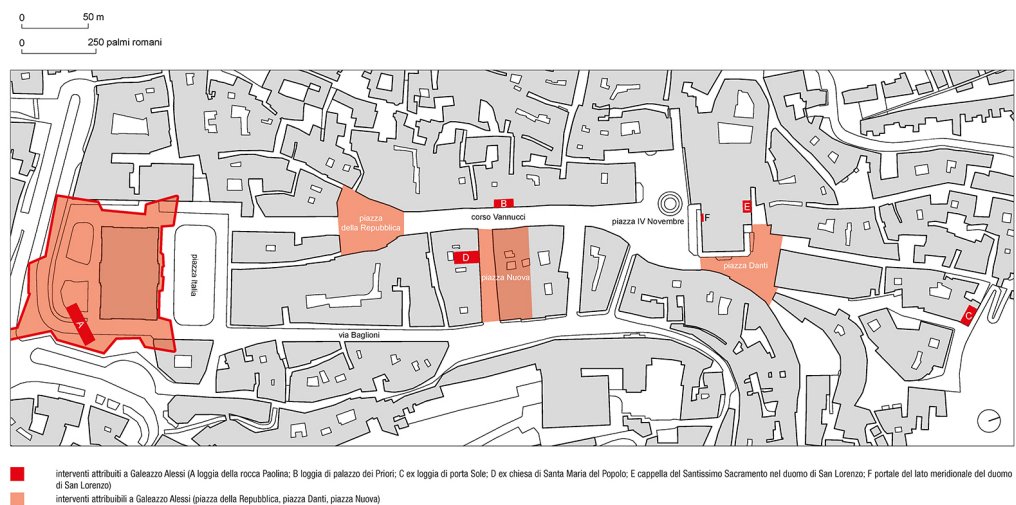 0 50 m
0 250 palmi romani
B
corso Vannucci
piazza IV Novembre
F
E
piazza
della Repubblica
D
piazza Nuova
piazza Danti
piazza Italia
A
C
via Baglioni
interventi attribuiti a Galeazzo Alessi (A loggia della rocca Paolina; B loggia di palazzo dei Priori; C ex loggia di porta Sole; D ex chiesa di Santa Maria del Popolo; E cappella del Santissimo Sacramento nel duomo di San Lorenzo; F portale del lato meridionale del duomo
di San Lorenzo)
interventi attribuibili a Galeazzo Alessi (piazza della Repubblica, piazza Danti, piazza Nuova)